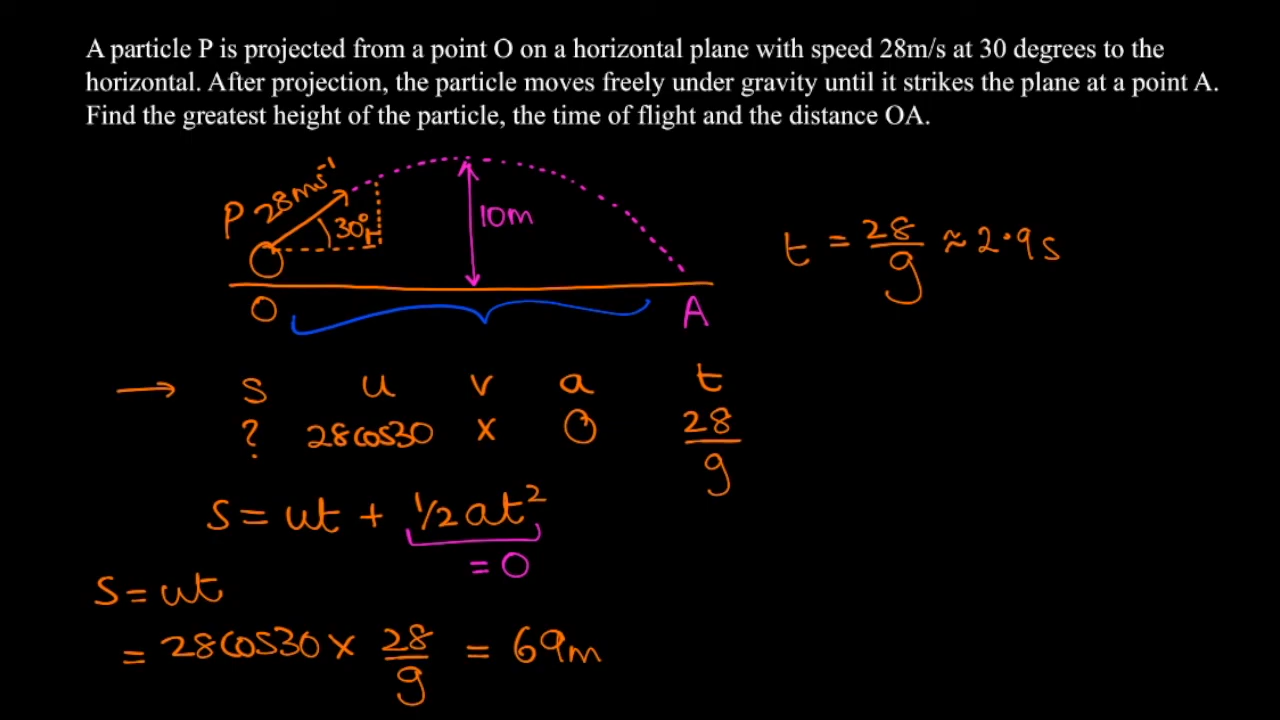 A particle P is projected from a point O on a horizontal plane with speed 28m/s at 30 degrees to the
horizontal. After projection, the particle moves freely under gravity until it strikes the plane at a point A.
Find the greatest height of the particle, the time of flight and the distance OA.
P 28ms⁻¹
30°
10m
t = 28/g ≈ 2·9s
O
A
→ s u v a t
? 28cos30 x 0 28/g
s = ut + ½at²
= 0
s = ut
= 28cos30 × 28/g = 69m